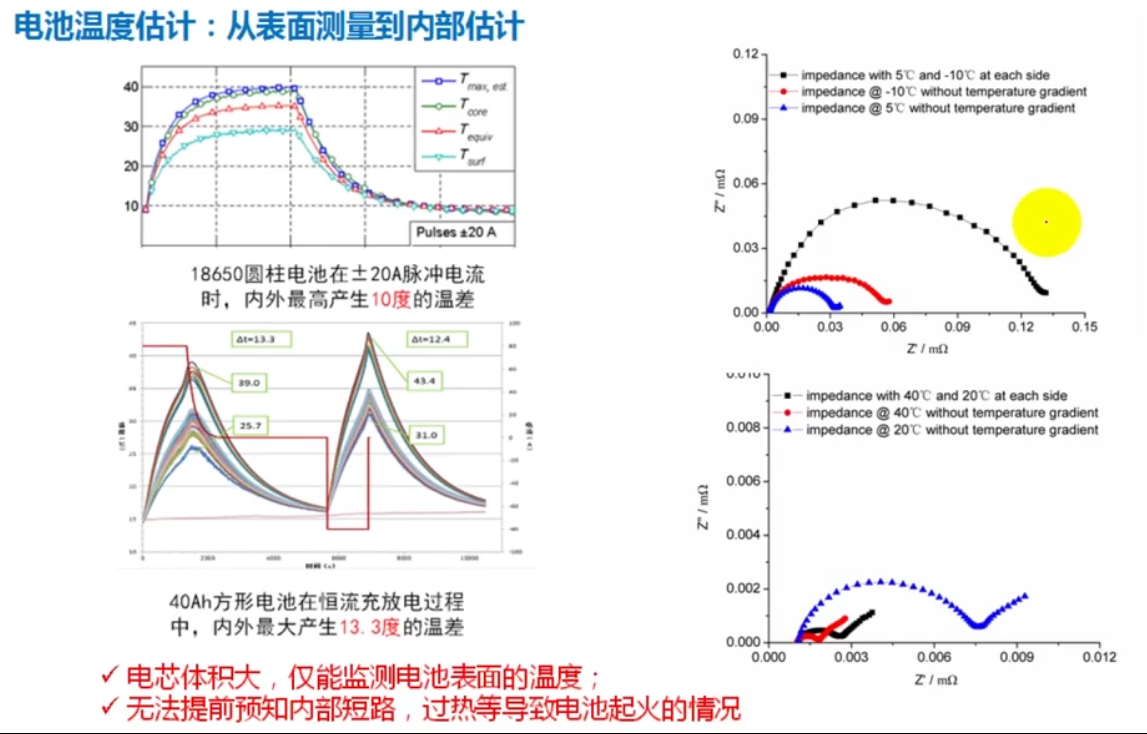 电池温度估计：从表面测量到内部估计
40
30
20
10
T max, est.
T core
T equiv
T surf
Pulses ±20 A
18650圆柱电池在±20A脉冲电流
时，内外最高产生10度的温差
Δt=13.3
Δt=12.4
39.0
43.4
25.7
31.0
40Ah方形电池在恒流充放电过程
中，内外最大产生13.3度的温差
✓ 电芯体积大，仅能监测电池表面的温度；
✓ 无法提前预知内部短路，过热等导致电池起火的情况
impedance with 5℃ and -10℃ at each side
impedance @ -10℃ without temperature gradient
impedance @ 5℃ without temperature gradient
0.12
0.09
0.06
0.03
0.00
Z'' / mΩ
0.00 0.03 0.06 0.09 0.12 0.15
Z' / mΩ
impedance with 40℃ and 20℃ at each side
impedance @ 40℃ without temperature gradient
impedance @ 20℃ without temperature gradient
0.010
0.008
0.006
0.004
0.002
0.000
Z'' / mΩ
0.000 0.003 0.006 0.009 0.012
Z' / mΩ